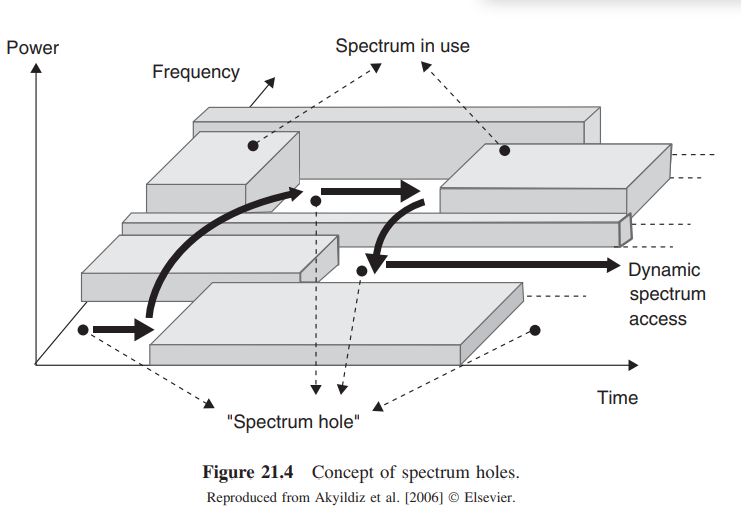 Power
Spectrum in use
Frequency
Dynamic
spectrum
access
Time
"Spectrum hole"
Figure 21.4 Concept of spectrum holes.
Reproduced from Akyildiz et al. [2006] © Elsevier.